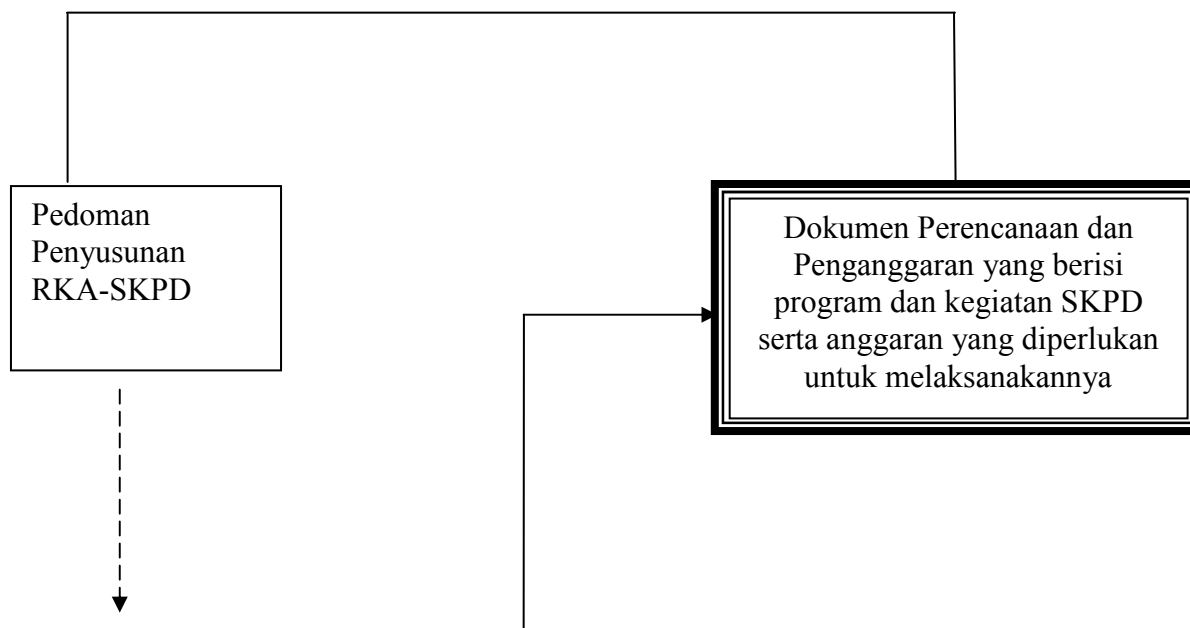 Pedoman
Penyusunan
RKA-SKPD
Dokumen Perencanaan dan
Penganggaran yang berisi
program dan kegiatan SKPD
serta anggaran yang diperlukan
untuk melaksanakannya